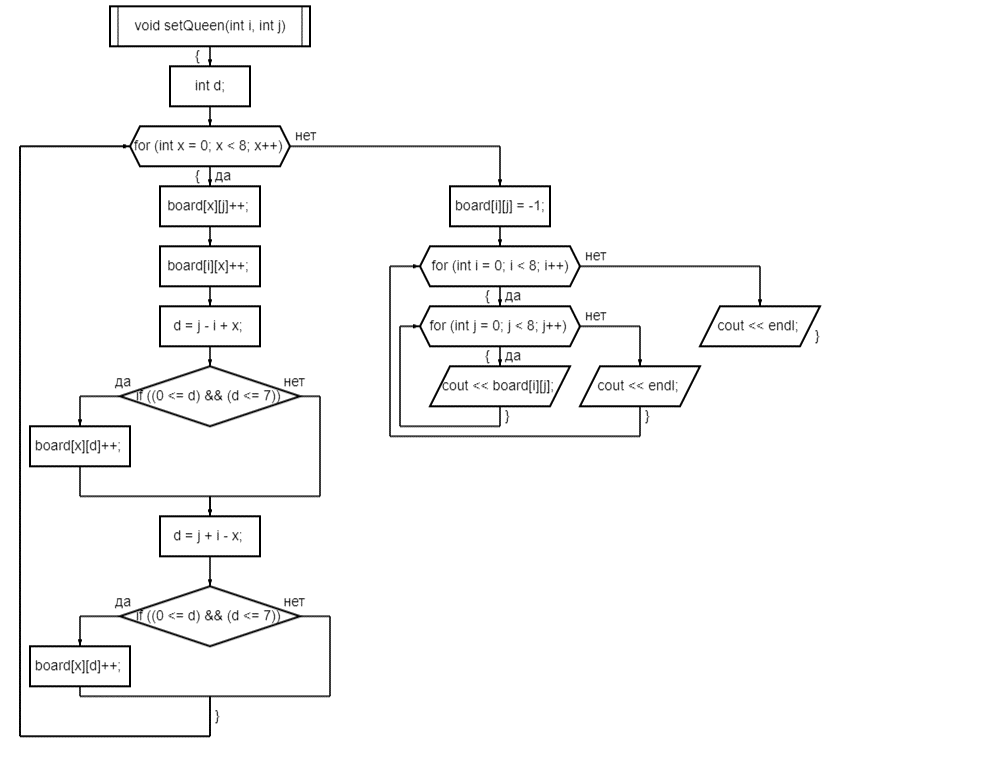 void setQueen(int i, int j)
{
int d;
for (int x = 0; x < 8; x++)
нет
{ да
board[x][j]++;
board[i][x]++;
d = j - i + x;
да
if ((0 <= d) && (d <= 7))
нет
board[x][d]++;
d = j + i - x;
да
if ((0 <= d) && (d <= 7))
нет
board[x][d]++;
}
board[i][j] = -1;
for (int i = 0; i < 8; i++)
нет
{ да
for (int j = 0; j < 8; j++)
нет
{ да
cout << board[i][j];
}
cout << endl;
}
cout << endl;
}